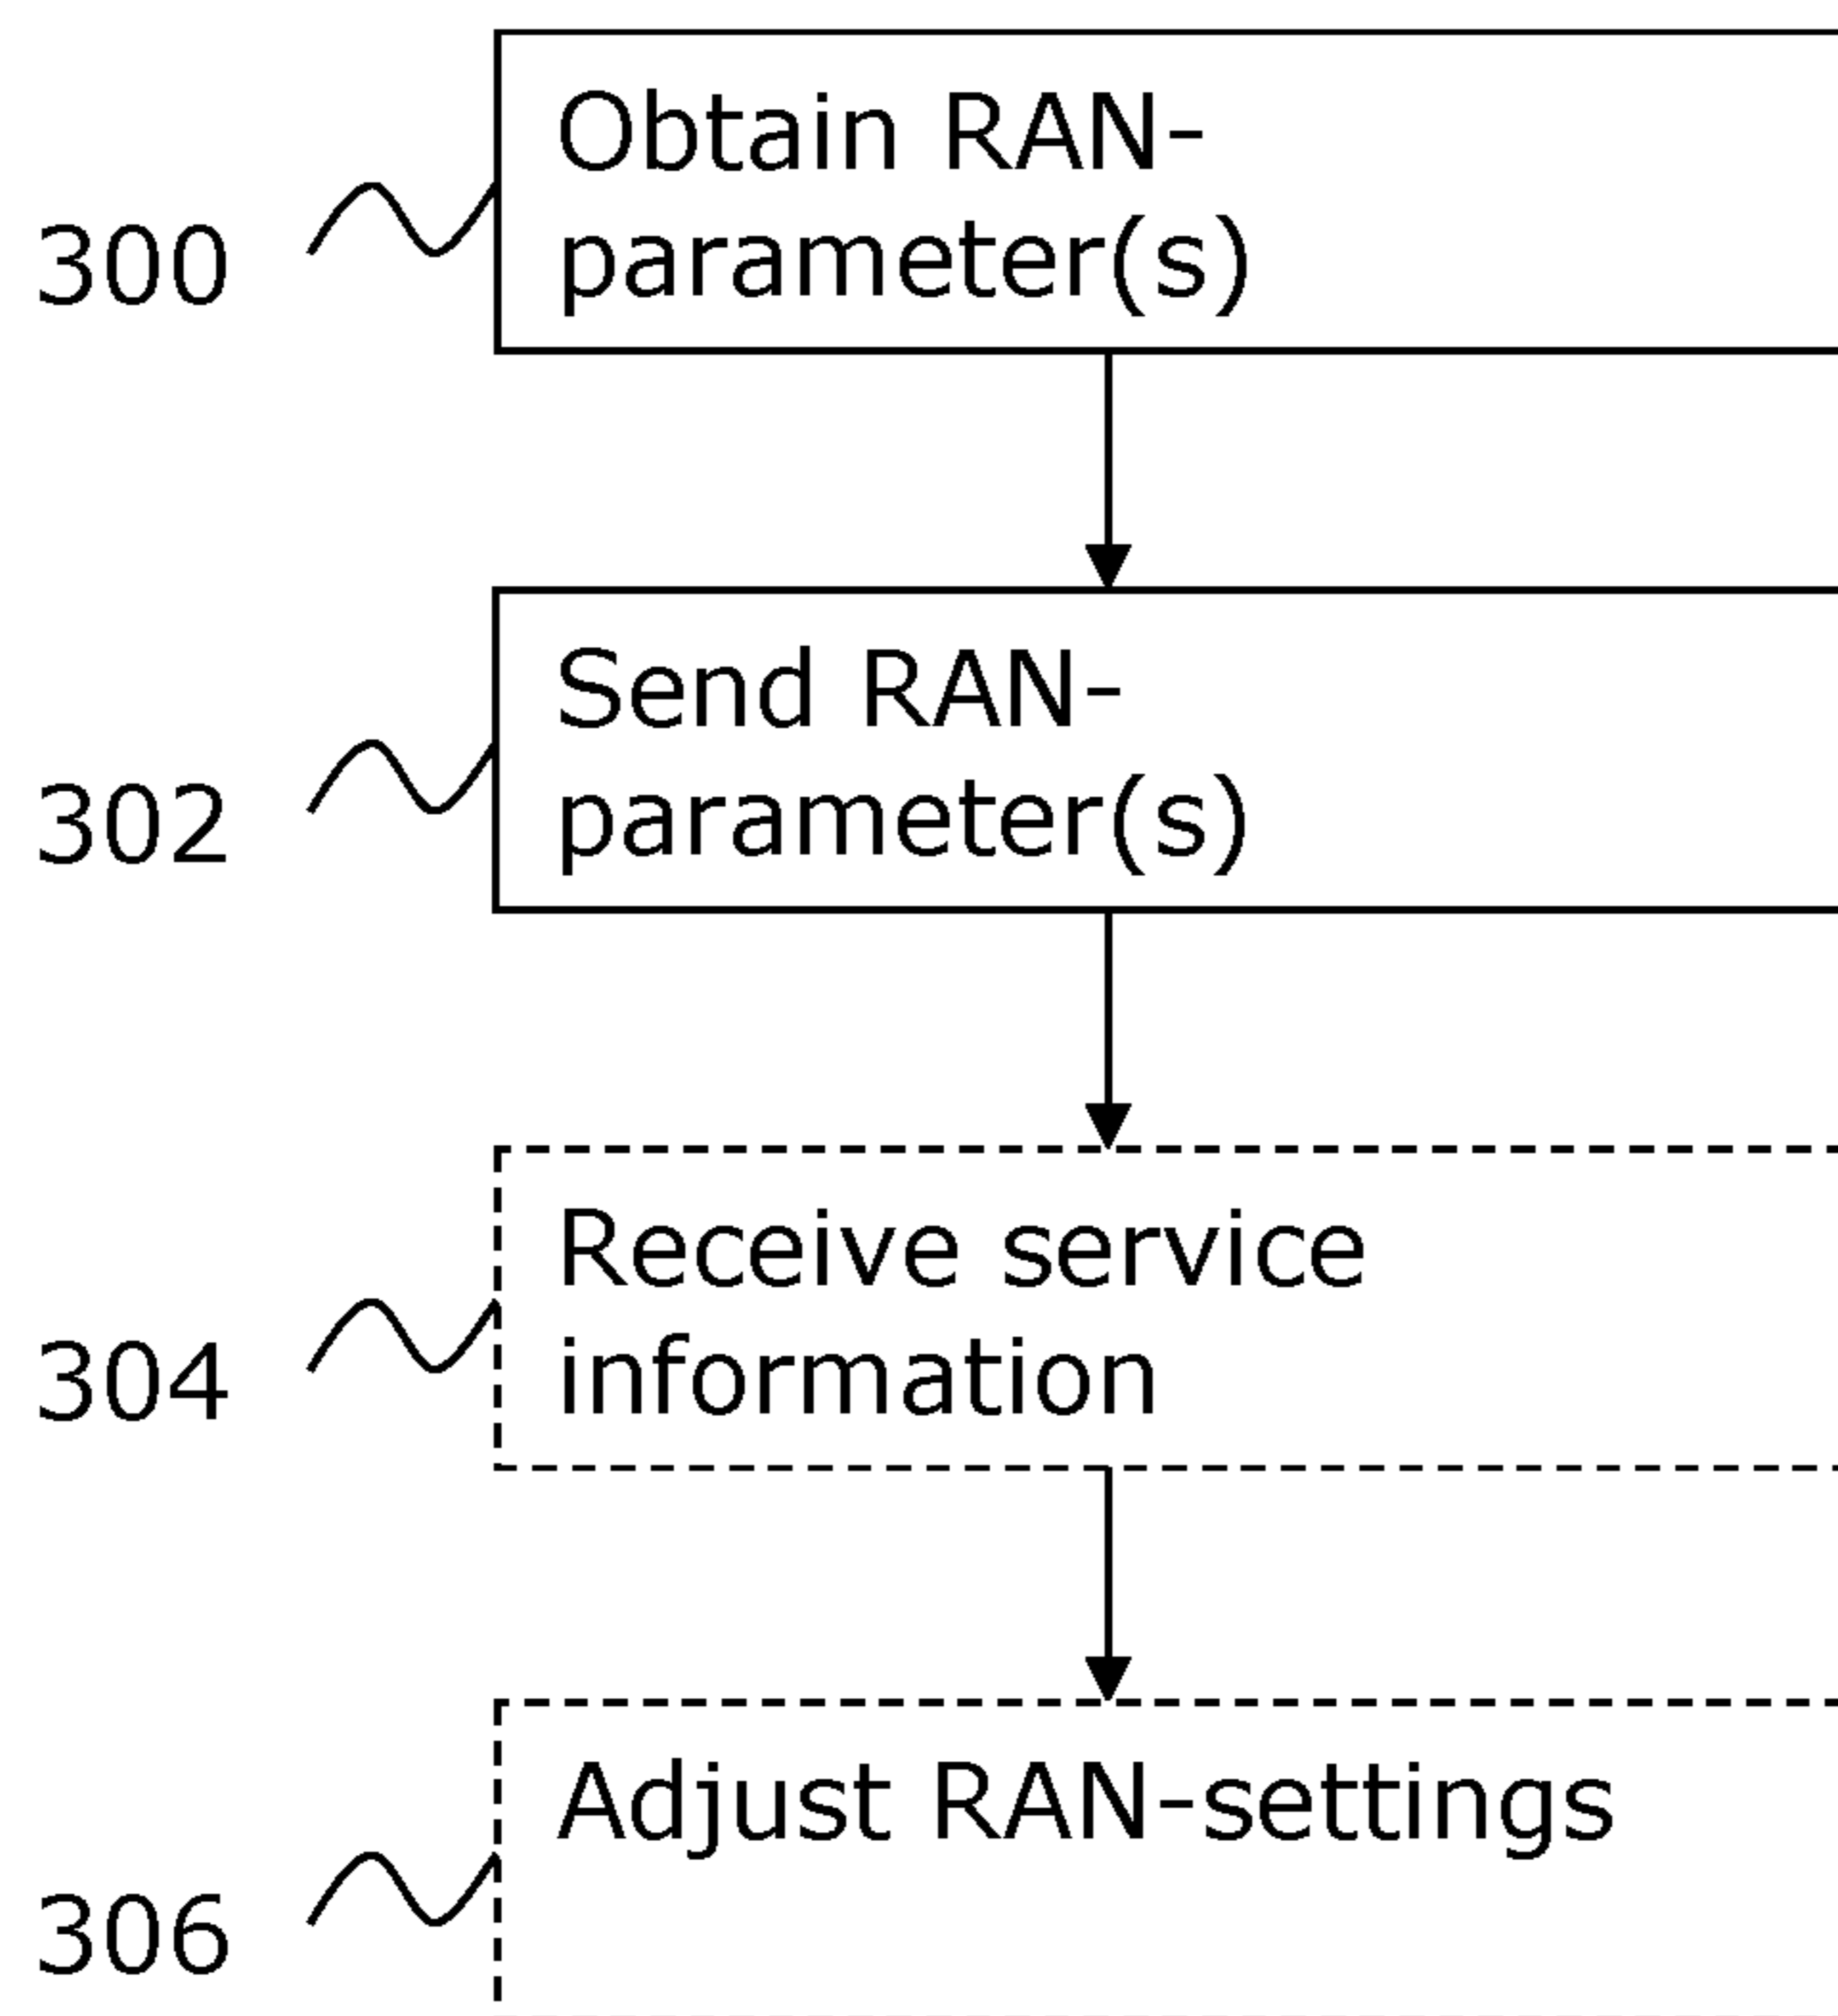 Obtain RAN-
parameter(s)
300
Send RAN-
parameter(s)
302
Receive service
information
304
Adjust RAN-settings
306